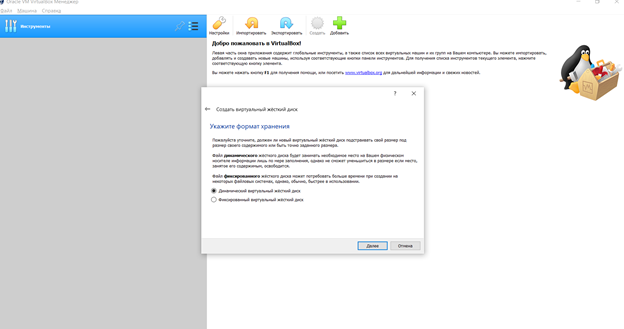 Oracle VM VirtualBox Менеджер
Файл Машина Справка
Инструменты
Настройки Импортировать Экспортировать Создать Добавить
Добро пожаловать в VirtualBox!
Левая часть окна приложения содержит глобальные инструменты, а также список всех виртуальных машин и их групп на Вашем компьютере. Вы можете импортировать,
добавлять и создавать новые машины, используя соответствующие кнопки панели инструментов. Для получения списка инструментов текущего элемента, нажмите
соответствующую кнопку элемента.
Вы можете нажать кнопку F1 для получения помощи, или посетить www.virtualbox.org для дальнейшей информации и свежих новостей.
?
Создать виртуальный жёсткий диск
Укажите формат хранения
Пожалуйста уточните, должен ли новый виртуальный жёсткий диск подстраивать свой размер под
размер своего содержимого или быть точно заданного размера.
Файл динамического жёсткого диска будет занимать необходимое место на Вашем физическом
носителе информации лишь по мере заполнения, однако не сможет уменьшиться в размере если место,
занятое его содержимым, освободится.
Файл фиксированного жёсткого диска может потребовать больше времени при создании на
некоторых файловых системах, однако, обычно, быстрее в использовании.
Динамический виртуальный жёсткий диск
Фиксированный виртуальный жёсткий диск
Далее Отмена